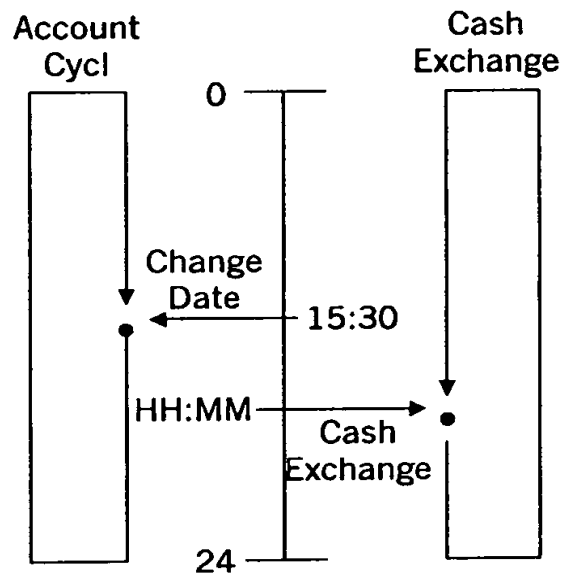 Account
Cycl
Cash
Exchange
0
Change
Date
15:30
HH:MM
Cash
Exchange
24